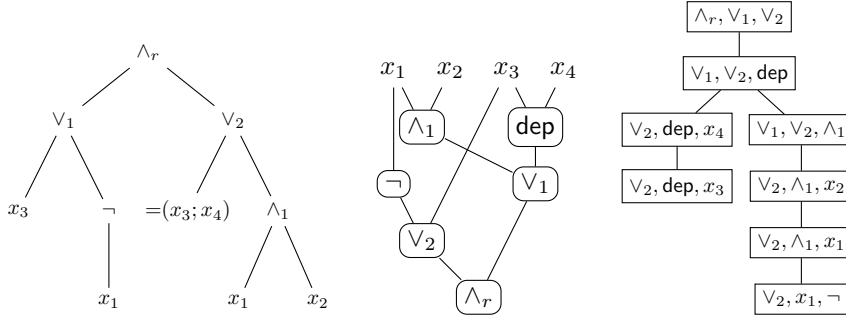 ∧r
∨1 ∨2
x3 ¬ =(x3; x4) ∧1
x1 x1 x2
x1 x2 x3 x4
∧1 dep
¬ ∨1
∨2
∧r
∧r, ∨1, ∨2
∨1, ∨2, dep
∨2, dep, x4 ∨1, ∨2, ∧1
∨2, dep, x3 ∨2, ∧1, x2
∨2, ∧1, x1
∨2, x1, ¬